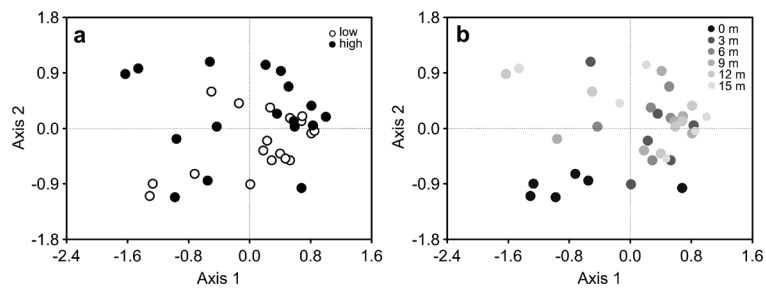 a
low
high
1.8
0.9
0.0
-0.9
-1.8
Axis 2
-2.4 -1.6 -0.8 0.0 0.8 1.6
Axis 1
b
0 m
3 m
6 m
9 m
12 m
15 m
1.8
0.9
0.0
-0.9
-1.8
Axis 2
-2.4 -1.6 -0.8 0.0 0.8 1.6
Axis 1